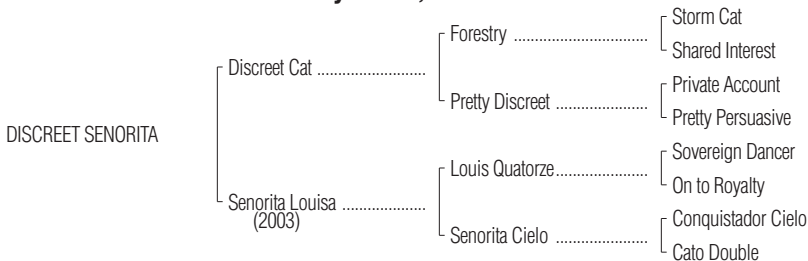 Storm Cat
Forestry ................................
Shared Interest
Discreet Cat ..........................
Private Account
Pretty Discreet ......................
Pretty Persuasive
DISCREET SENORITA
Sovereign Dancer
Louis Quatorze......................
On to Royalty
Senorita Louisa ....................
(2003)
Conquistador Cielo
Senorita Cielo ......................
Cato Double